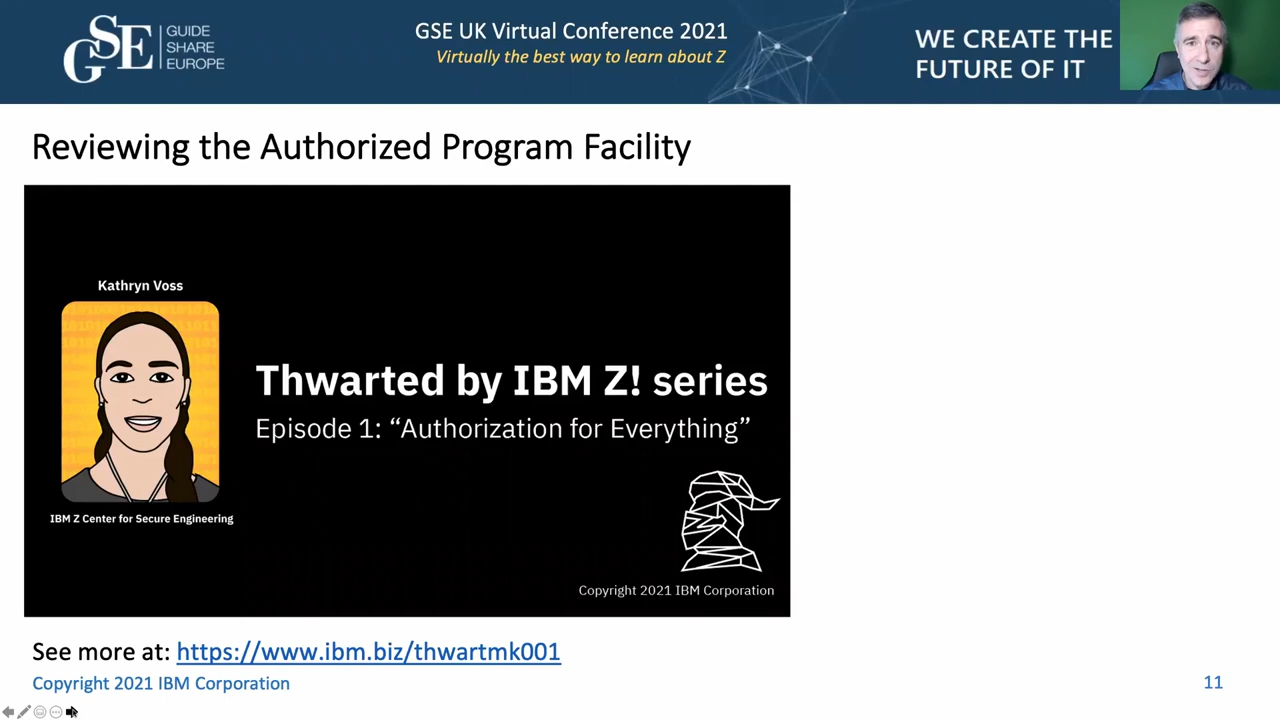 GSE
GUIDE
SHARE
EUROPE
GSE UK Virtual Conference 2021
Virtually the best way to learn about Z
WE CREATE THE
FUTURE OF IT
Reviewing the Authorized Program Facility
Kathryn Voss
Thwarted by IBM Z! series
Episode 1: “Authorization for Everything”
IBM Z Center for Secure Engineering
Z
Copyright 2021 IBM Corporation
See more at: https://www.ibm.biz/thwartmk001
Copyright 2021 IBM Corporation
11